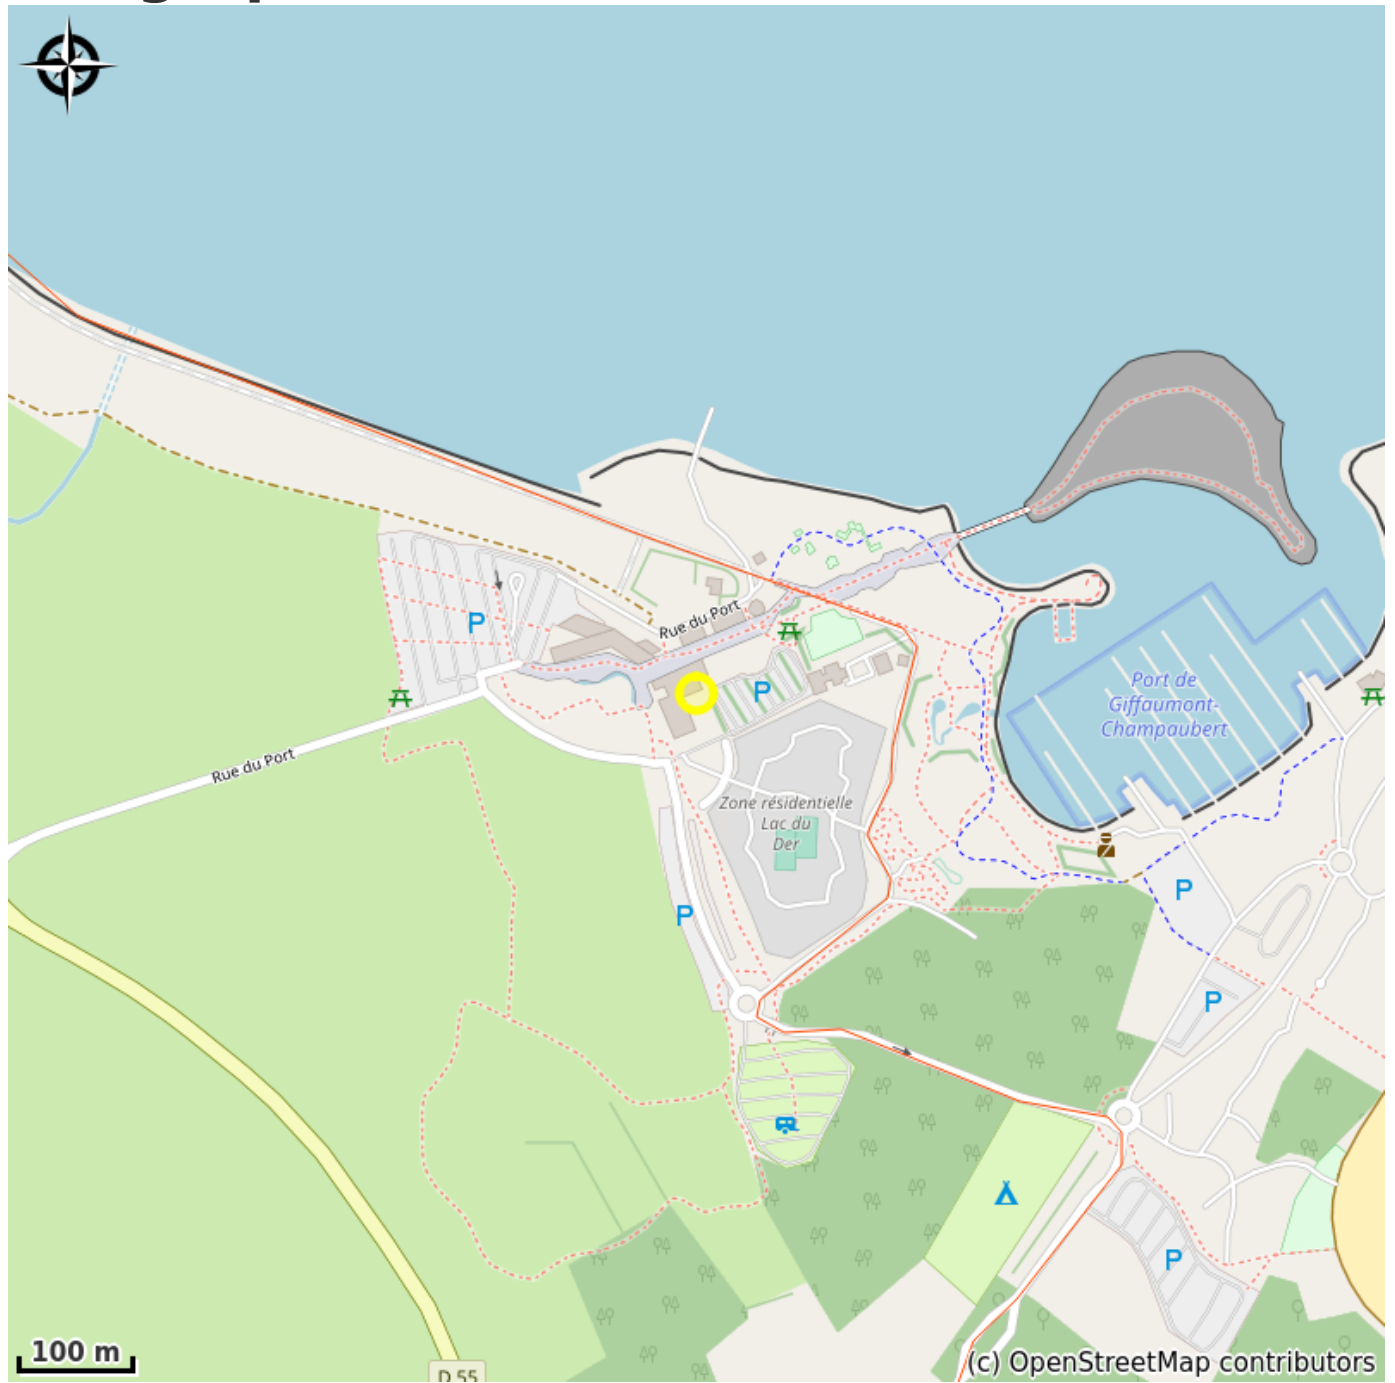 Rue du Port
P
P
Port de
Giffaumont-
Champaubert
Rue du Port
Zone résidentielle
Lac du
Der
P
P
P
P
100 m
D 55
(c) OpenStreetMap contributors